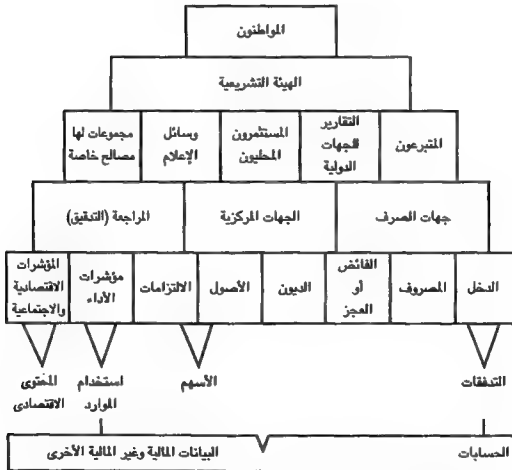 المواطنون
الهيئة التشريعية
المتبرعون
التقارير
للجهات
الدولية
المستثمرون
المحليون
وسائل
الإعلام
مجموعات لها
مصالح خاصة
جهات الصرف
الجهات المركزية
المراجعة (التدقيق)
الدخل
المصروف
الفائض
أو
العجز
الديون
الأصول
الالتزامات
مؤشرات
الأداء
المؤشرات
الاقتصادية
والاجتماعية
التدفقات
الأسهم
استخدام
الموارد
المحتوى
الاقتصادى
الحسابات
البيانات المالية وغير المالية الأخرى